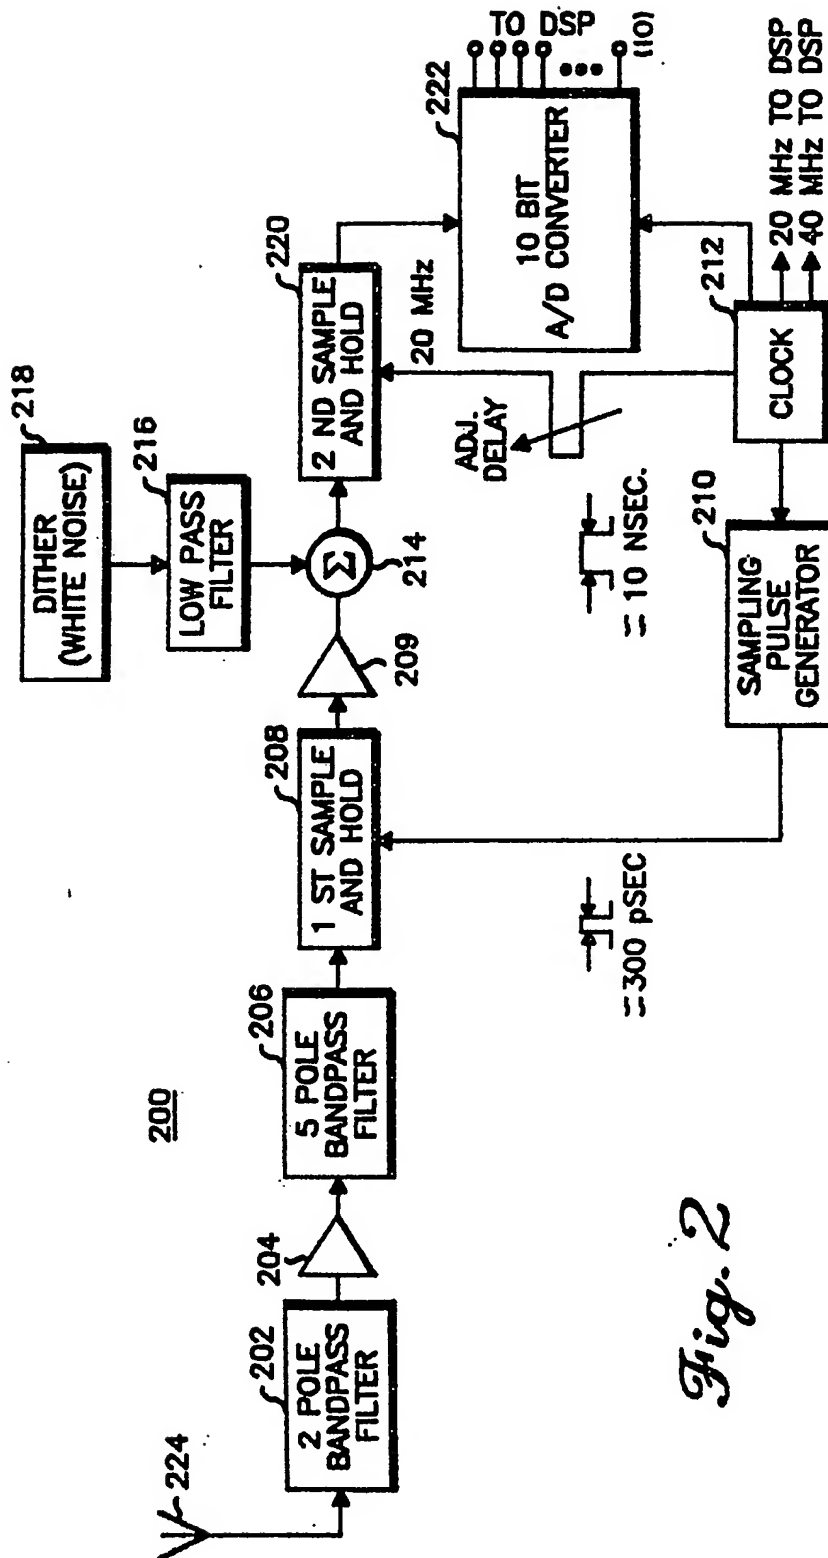 200
224
202
2 POLE
BANDPASS
FILTER
204
206
5 POLE
BANDPASS
FILTER
208
1 ST SAMPLE
AND HOLD
209
218
DITHER
(WHITE NOISE)
216
LOW PASS
FILTER
Σ
214
220
2 ND SAMPLE
AND HOLD
20 MHz
222
10 BIT
A/D CONVERTER
TO DSP
(10)
ADJ.
DELAY
≈ 10 NSEC.
≈300 pSEC
210
SAMPLING
PULSE
GENERATOR
212
CLOCK
20 MHz TO DSP
40 MHz TO DSP
Fig. 2